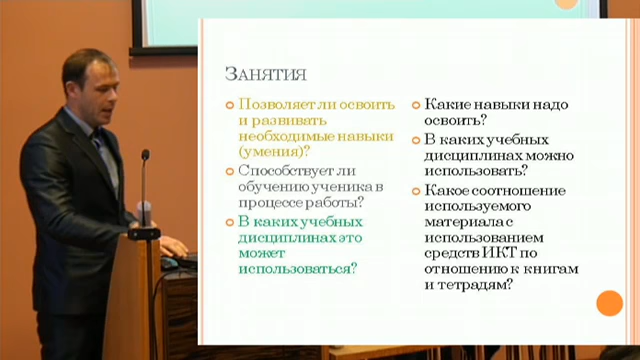 Занятия
Позволяет ли освоить
и развивать
необходимые навыки
(умения)?
Способствует ли
обучению ученика в
процессе работы?
В каких учебных
дисциплинах это
может
использоваться?
Какие навыки надо
освоить?
В каких учебных
дисциплинах можно
использовать?
Какое соотношение
используемого
материала с
использованием
средств ИКТ по
отношению к книгам
и тетрадям?